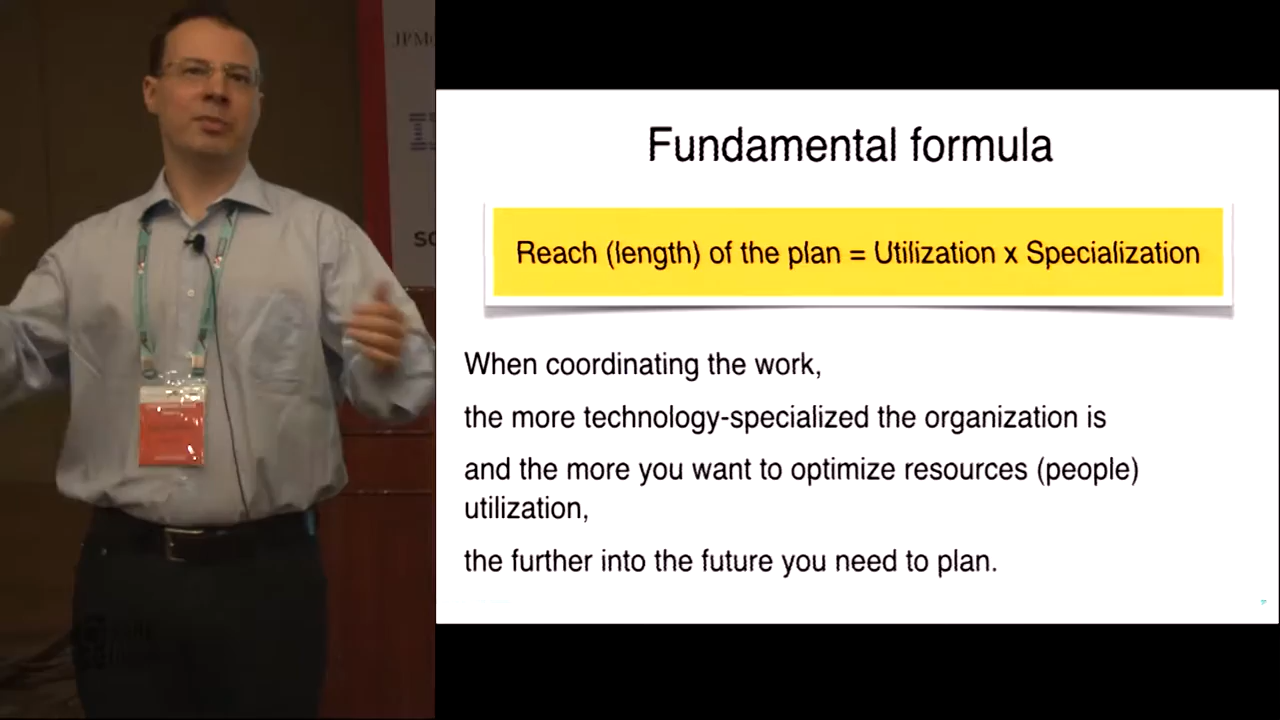 Fundamental formula
Reach (length) of the plan = Utilization x Specialization
When coordinating the work,
the more technology-specialized the organization is
and the more you want to optimize resources (people)
utilization,
the further into the future you need to plan.